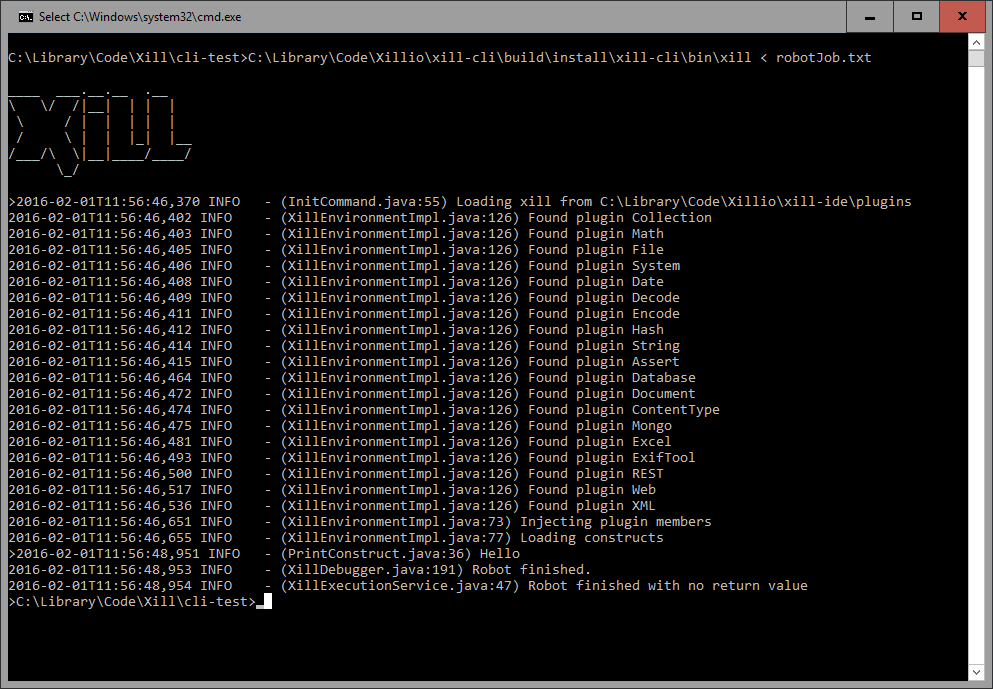 Select C:\Windows\system32\cmd.exe
C:\Library\Code\Xill\cli-test>C:\Library\Code\Xillio\xill-cli\build\install\xill-cli\bin\xill < robotJob.txt
____  ___.__.__  .__
\   \/  /|__|  | |  |
 \     / |  |  | |  |
 /     \ |  |  |_|  |__
/___/\  \|__|____/____/
      \_/
>2016-02-01T11:56:46,370 INFO   - (InitCommand.java:55) Loading xill from C:\Library\Code\Xillio\xill-ide\plugins
2016-02-01T11:56:46,402 INFO    - (XillEnvironmentImpl.java:126) Found plugin Collection
2016-02-01T11:56:46,403 INFO    - (XillEnvironmentImpl.java:126) Found plugin Math
2016-02-01T11:56:46,405 INFO    - (XillEnvironmentImpl.java:126) Found plugin File
2016-02-01T11:56:46,406 INFO    - (XillEnvironmentImpl.java:126) Found plugin System
2016-02-01T11:56:46,408 INFO    - (XillEnvironmentImpl.java:126) Found plugin Date
2016-02-01T11:56:46,409 INFO    - (XillEnvironmentImpl.java:126) Found plugin Decode
2016-02-01T11:56:46,411 INFO    - (XillEnvironmentImpl.java:126) Found plugin Encode
2016-02-01T11:56:46,412 INFO    - (XillEnvironmentImpl.java:126) Found plugin Hash
2016-02-01T11:56:46,414 INFO    - (XillEnvironmentImpl.java:126) Found plugin String
2016-02-01T11:56:46,415 INFO    - (XillEnvironmentImpl.java:126) Found plugin Assert
2016-02-01T11:56:46,464 INFO    - (XillEnvironmentImpl.java:126) Found plugin Database
2016-02-01T11:56:46,472 INFO    - (XillEnvironmentImpl.java:126) Found plugin Document
2016-02-01T11:56:46,474 INFO    - (XillEnvironmentImpl.java:126) Found plugin ContentType
2016-02-01T11:56:46,475 INFO    - (XillEnvironmentImpl.java:126) Found plugin Mongo
2016-02-01T11:56:46,481 INFO    - (XillEnvironmentImpl.java:126) Found plugin Excel
2016-02-01T11:56:46,493 INFO    - (XillEnvironmentImpl.java:126) Found plugin ExifTool
2016-02-01T11:56:46,500 INFO    - (XillEnvironmentImpl.java:126) Found plugin REST
2016-02-01T11:56:46,517 INFO    - (XillEnvironmentImpl.java:126) Found plugin Web
2016-02-01T11:56:46,536 INFO    - (XillEnvironmentImpl.java:126) Found plugin XML
2016-02-01T11:56:46,651 INFO    - (XillEnvironmentImpl.java:73) Injecting plugin members
2016-02-01T11:56:46,655 INFO    - (XillEnvironmentImpl.java:77) Loading constructs
>2016-02-01T11:56:48,951 INFO   - (PrintConstruct.java:36) Hello
2016-02-01T11:56:48,953 INFO    - (XillDebugger.java:191) Robot finished.
2016-02-01T11:56:48,954 INFO    - (XillExecutionService.java:47) Robot finished with no return value
>C:\Library\Code\Xill\cli-test>_